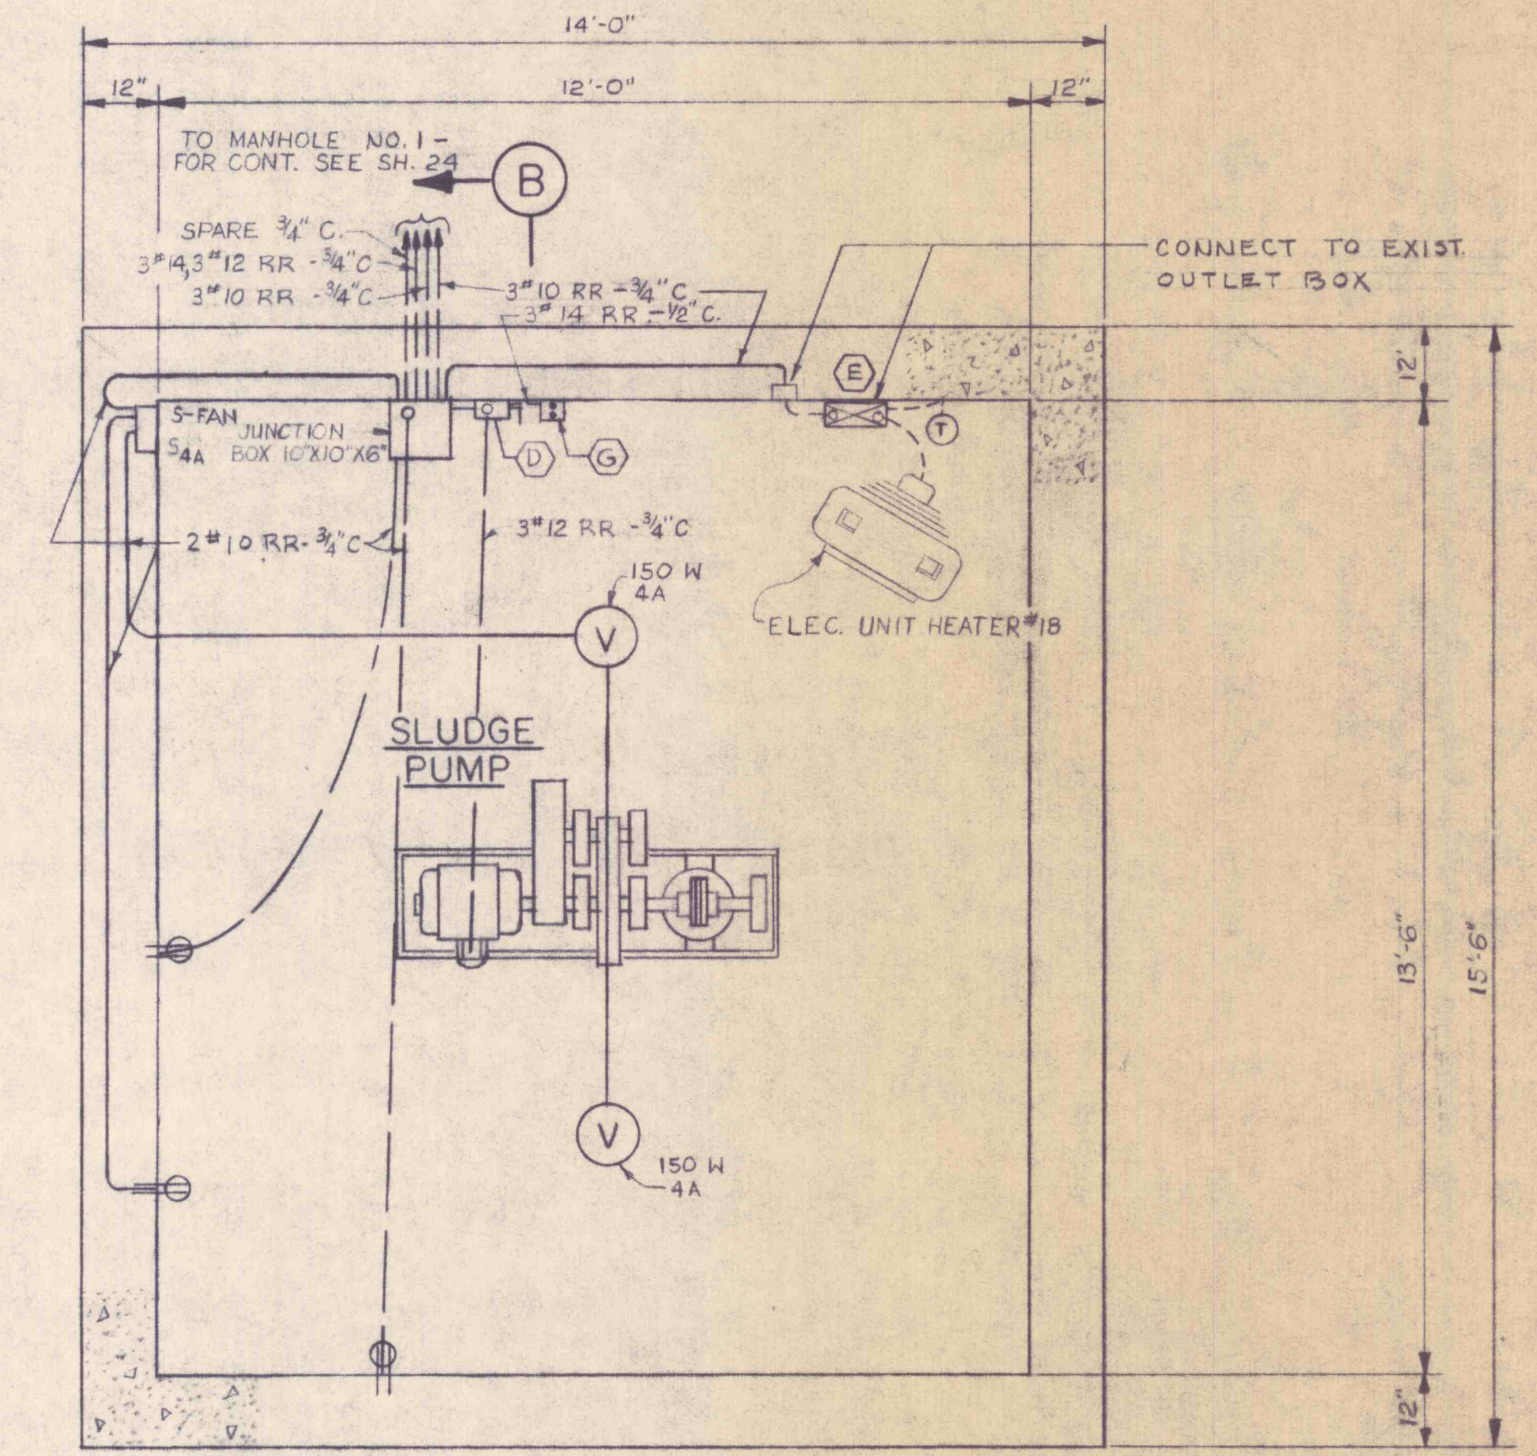 14'-0"
12"
12'-0"
12"
TO MANHOLE NO. 1 -
FOR CONT. SEE SH. 24
B
SPARE 3/4" C.
3#14, 3#12 RR - 3/4" C
3#10 RR - 3/4" C
3#10 RR - 3/4" C
3#14 RR - 1/2" C.
CONNECT TO EXIST.
OUTLET BOX
E
12'
S-FAN
S4A
JUNCTION
BOX 10"X10"X6"
D
G
T
2#10 RR- 3/4" C
3#12 RR - 3/4" C
150 W
4A
V
ELEC. UNIT HEATER #18
SLUDGE
PUMP
13'-6"
15'-6"
V
150 W
4A
12"